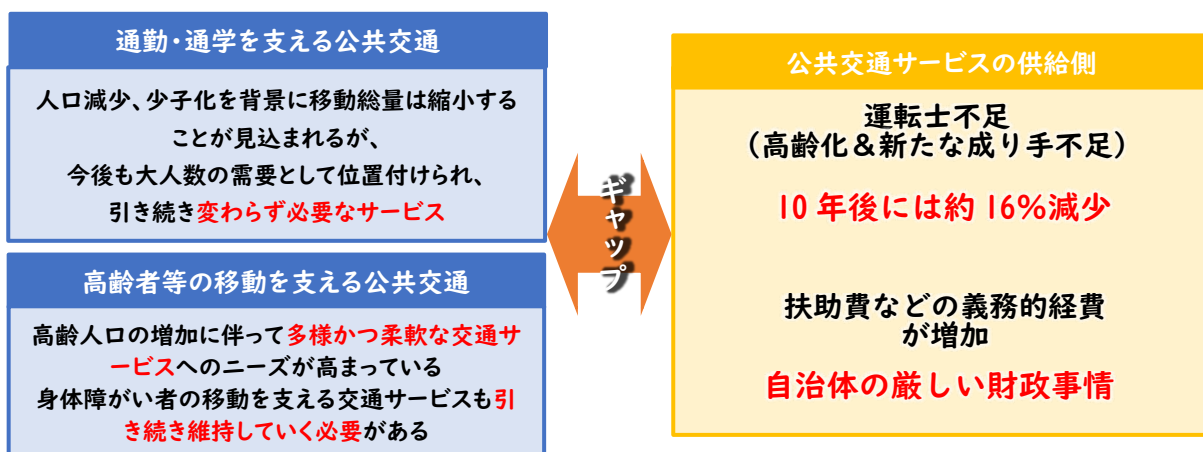 通勤・通学を支える公共交通
人口減少、少子化を背景に移動総量は縮小する
ことが見込まれるが、
今後も大人数の需要として位置付けられ、
引き続き変わらず必要なサービス
高齢者等の移動を支える公共交通
高齢人口の増加に伴って多様かつ柔軟な交通サ
ービスへのニーズが高まっている
身体障がい者の移動を支える交通サービスも引
き続き維持していく必要がある
ギャップ
公共交通サービスの供給側
運転士不足
（高齢化＆新たな成り手不足）
10年後には約16%減少
扶助費などの義務的経費
が増加
自治体の厳しい財政事情